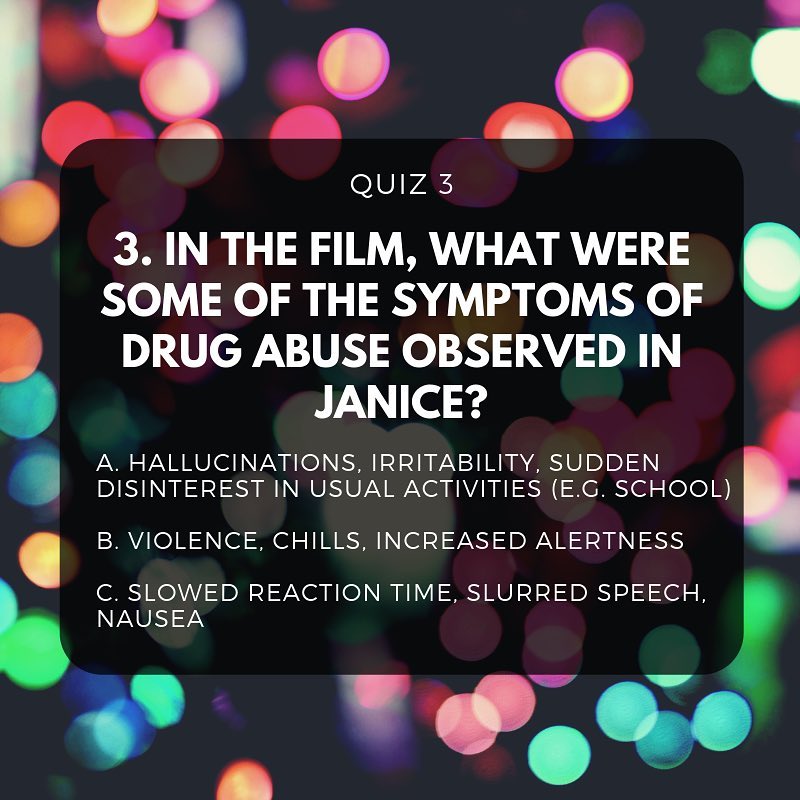 QUIZ 3
3. IN THE FILM, WHAT WERE
SOME OF THE SYMPTOMS OF
DRUG ABUSE OBSERVED IN
JANICE?
A. HALLUCINATIONS, IRRITABILITY, SUDDEN
DISINTEREST IN USUAL ACTIVITIES (E.G. SCHOOL)
B. VIOLENCE, CHILLS, INCREASED ALERTNESS
C. SLOWED REACTION TIME, SLURRED SPEECH,
NAUSEA